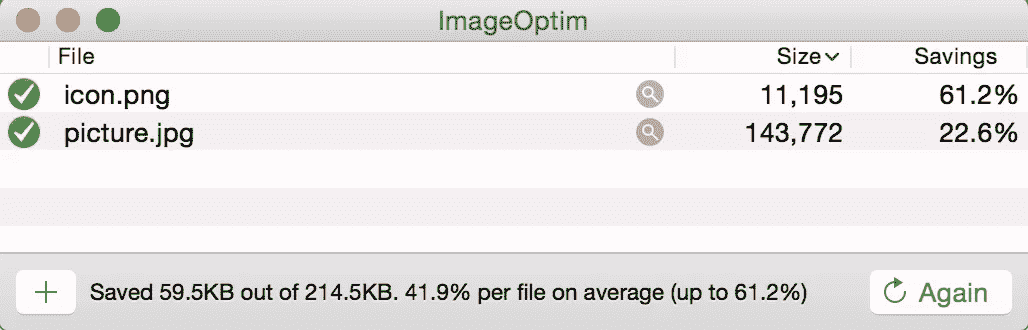 ImageOptim
File Size Savings
icon.png 11,195 61.2%
picture.jpg 143,772 22.6%
Saved 59.5KB out of 214.5KB. 41.9% per file on average (up to 61.2%) Again